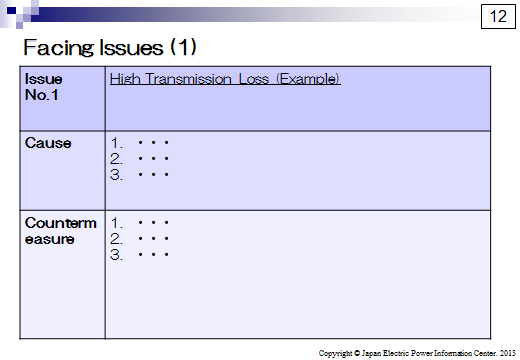 12
Facing Issues (1)
Issue No.1
High Transmission Loss (Example)
Cause
1. ・・・
2. ・・・
3. ・・・
Counterm
easure
1. ・・・
2. ・・・
3. ・・・
Copyright © Japan Electric Power Information Center. 2013